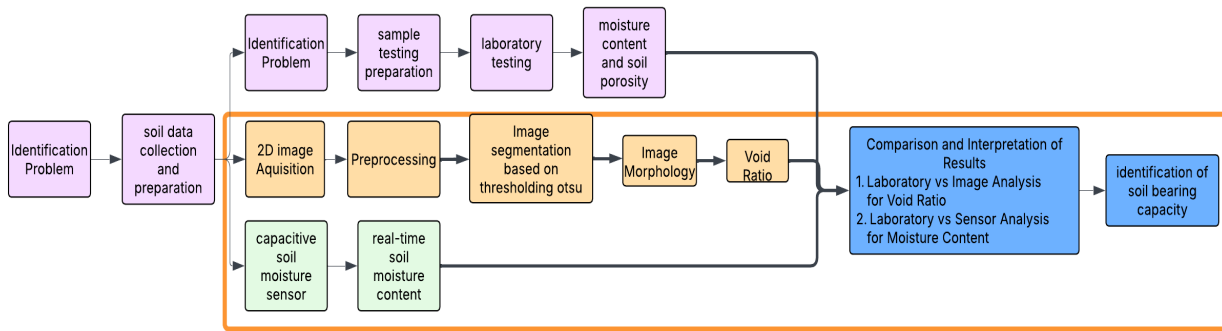 Identification
Problem
soil data
collection
and
preparation
Identification
Problem
sample
testing
preparation
laboratory
testing
moisture
content
and soil
porosity
2D image
Aquisition
Preprocessing
Image
segmentation
based on
thresholding otsu
Image
Morphology
Void
Ratio
capacitive
soil
moisture
sensor
real-time
soil
moisture
content
Comparison and Interpretation of
Results
1. Laboratory vs Image Analysis
for Void Ratio
2. Laboratory vs Sensor Analysis
for Moisture Content
identification of
soil bearing
capacity